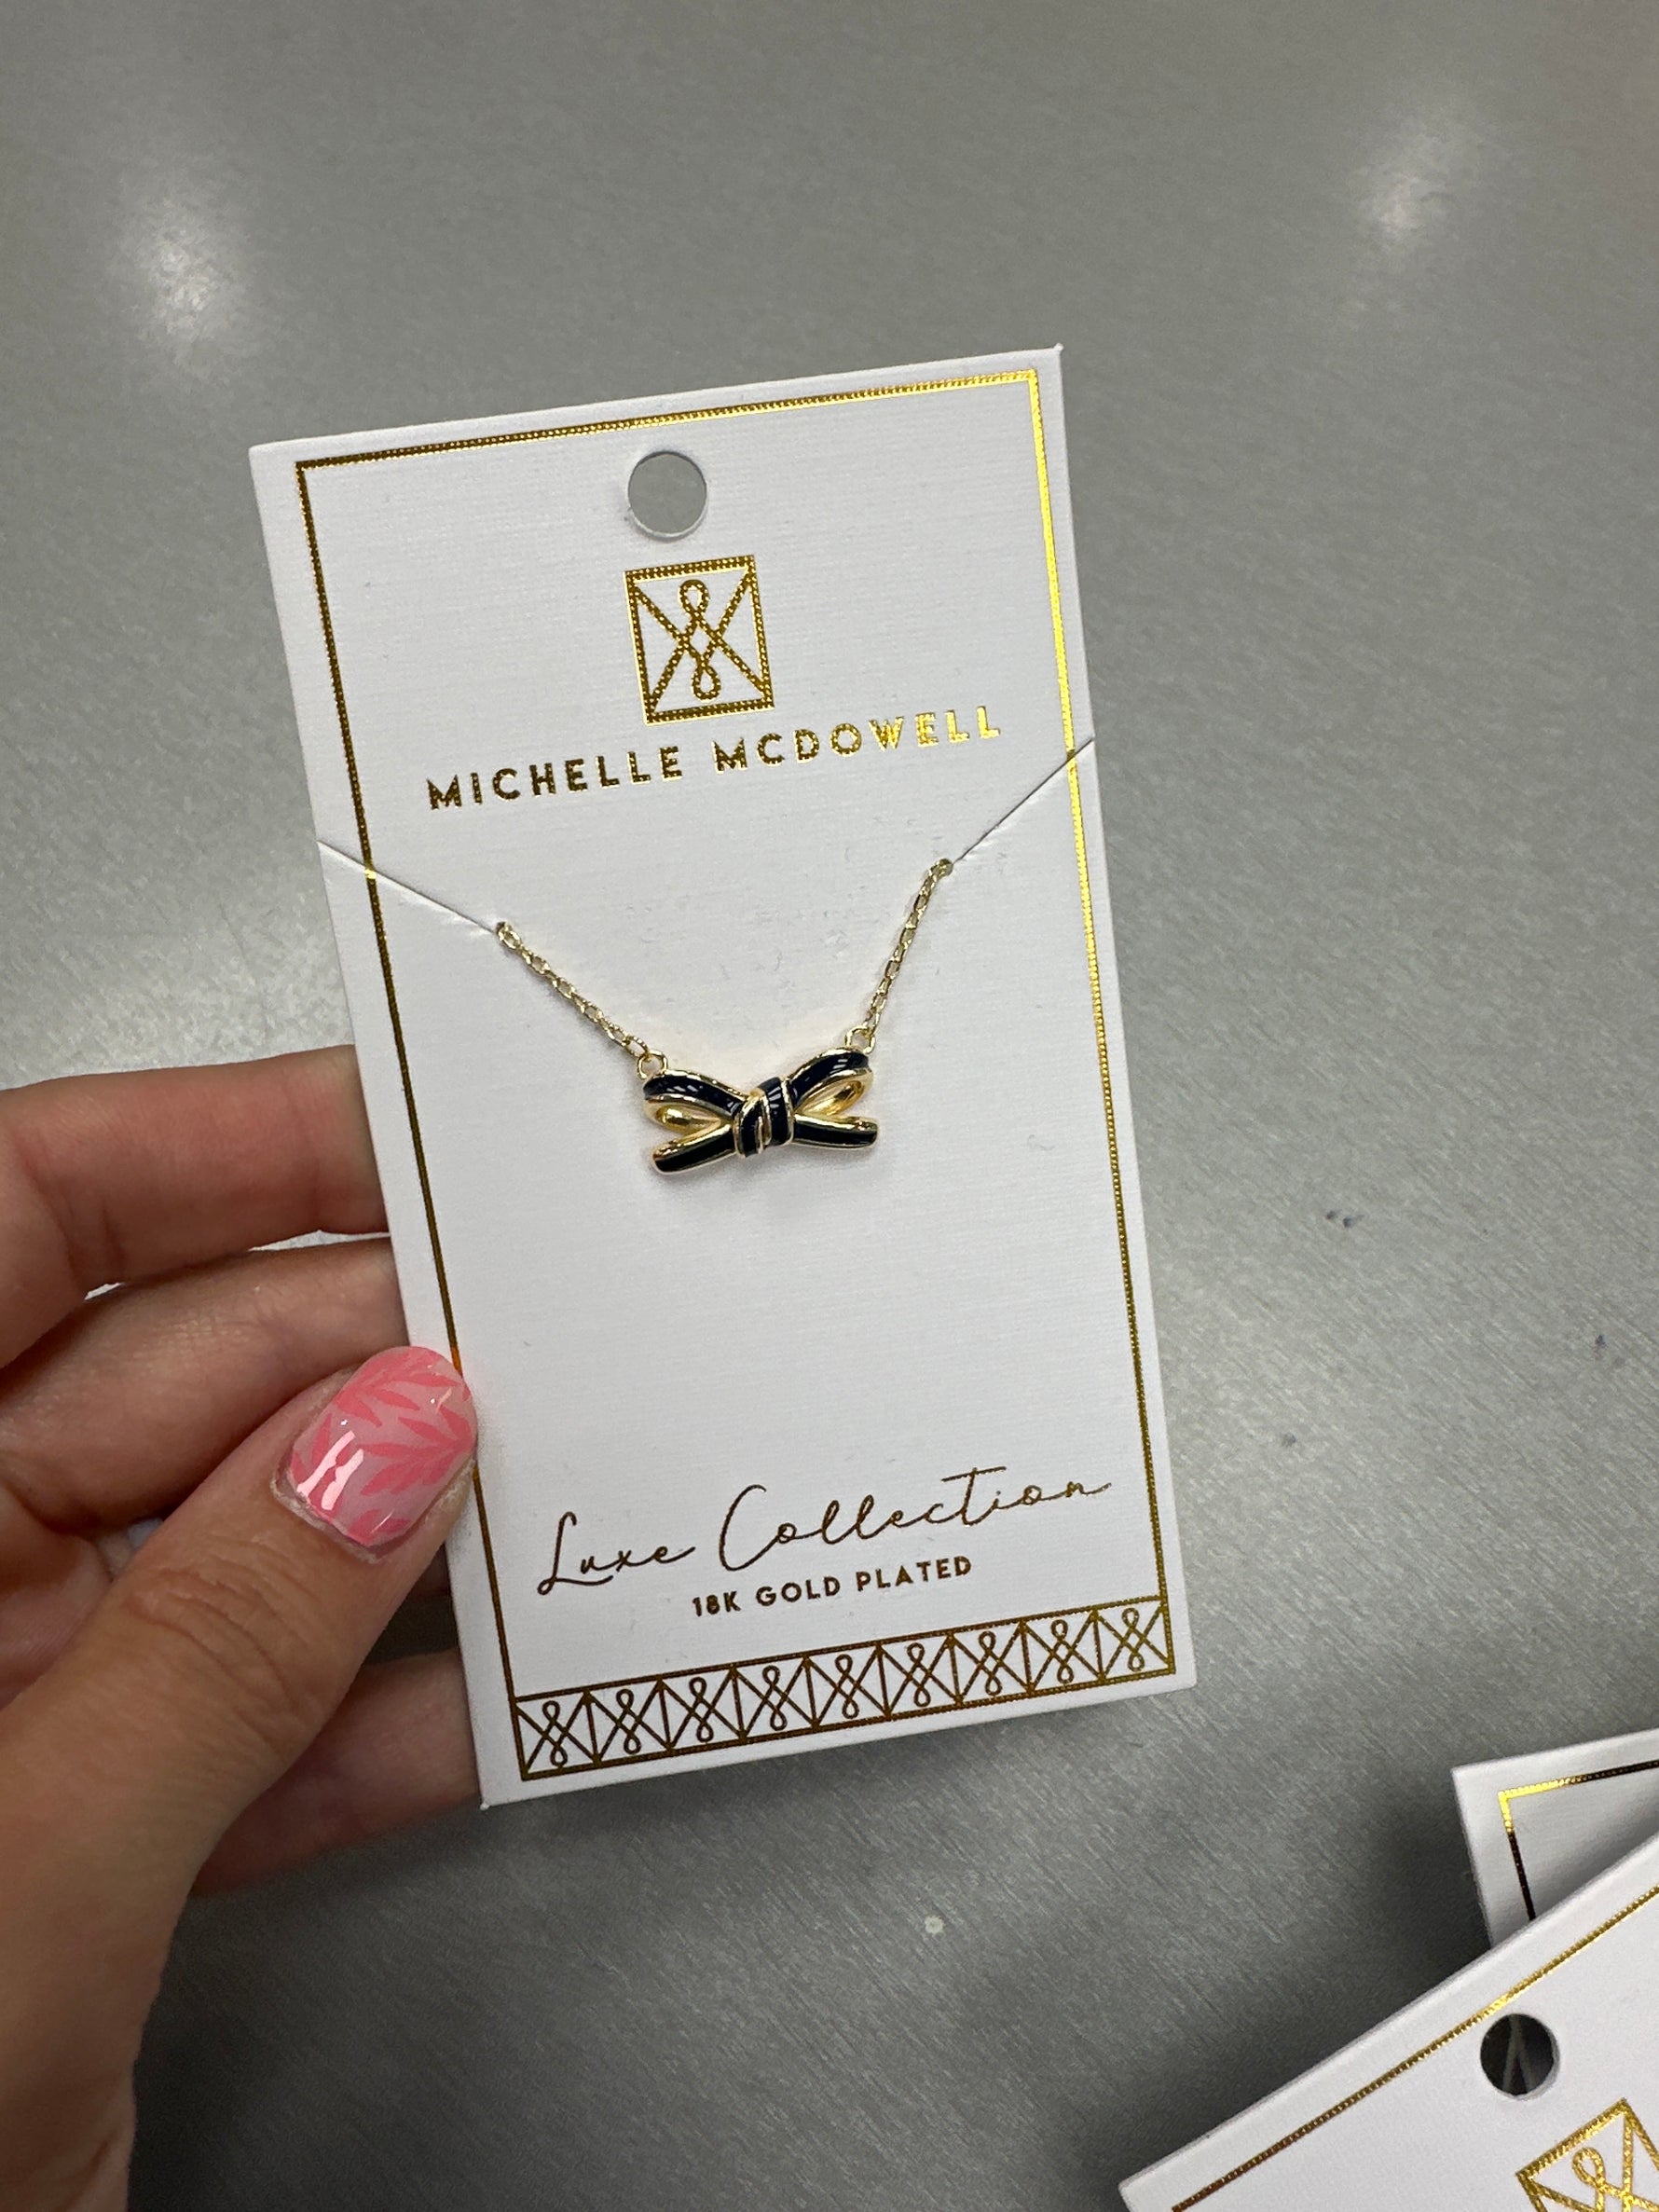 MICHELLE MCDOWELL
Luxe Collection
18K GOLD PLATED